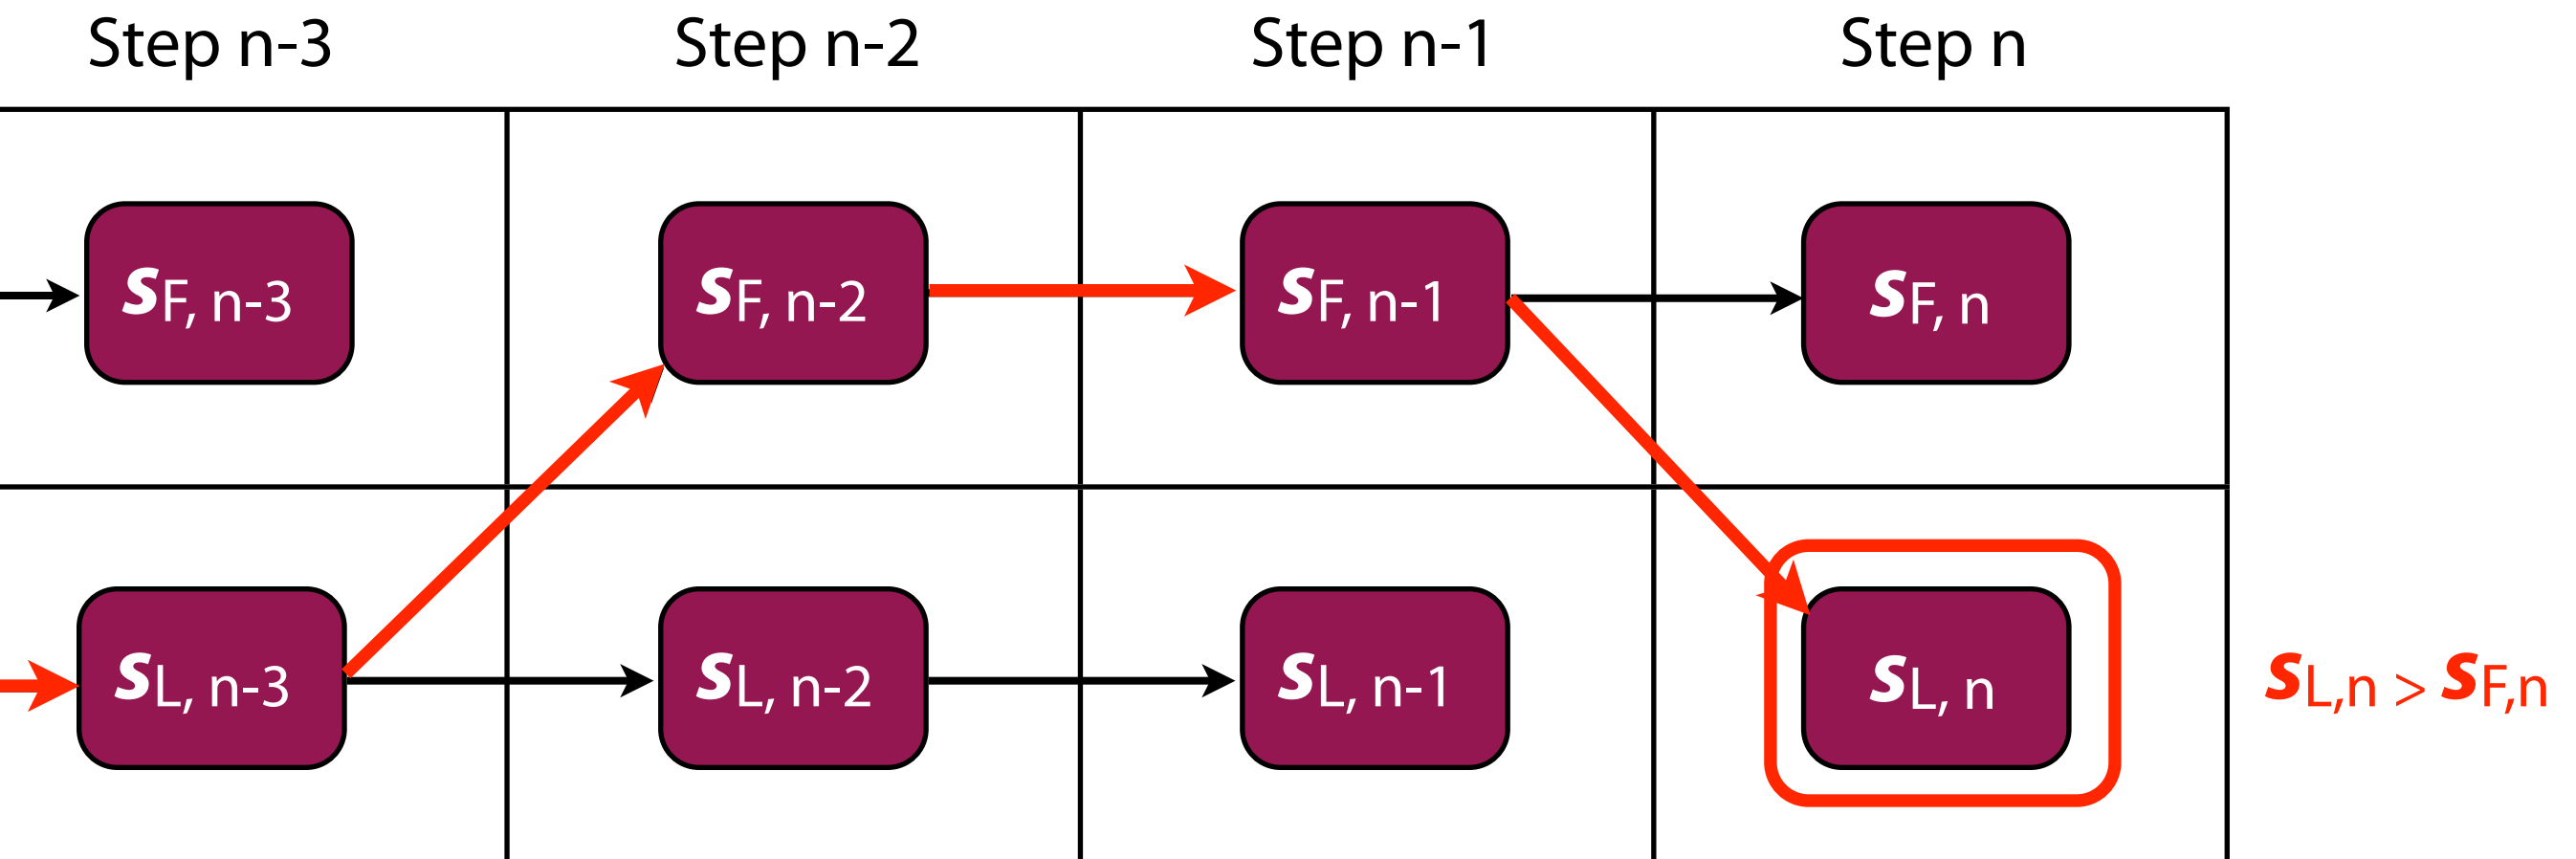 Step n-3 Step n-2 Step n-1 Step n
SF, n-3 SF, n-2 SF, n-1 SF, n
SL, n-3 SL, n-2 SL, n-1 SL, n SL,n > SF,n